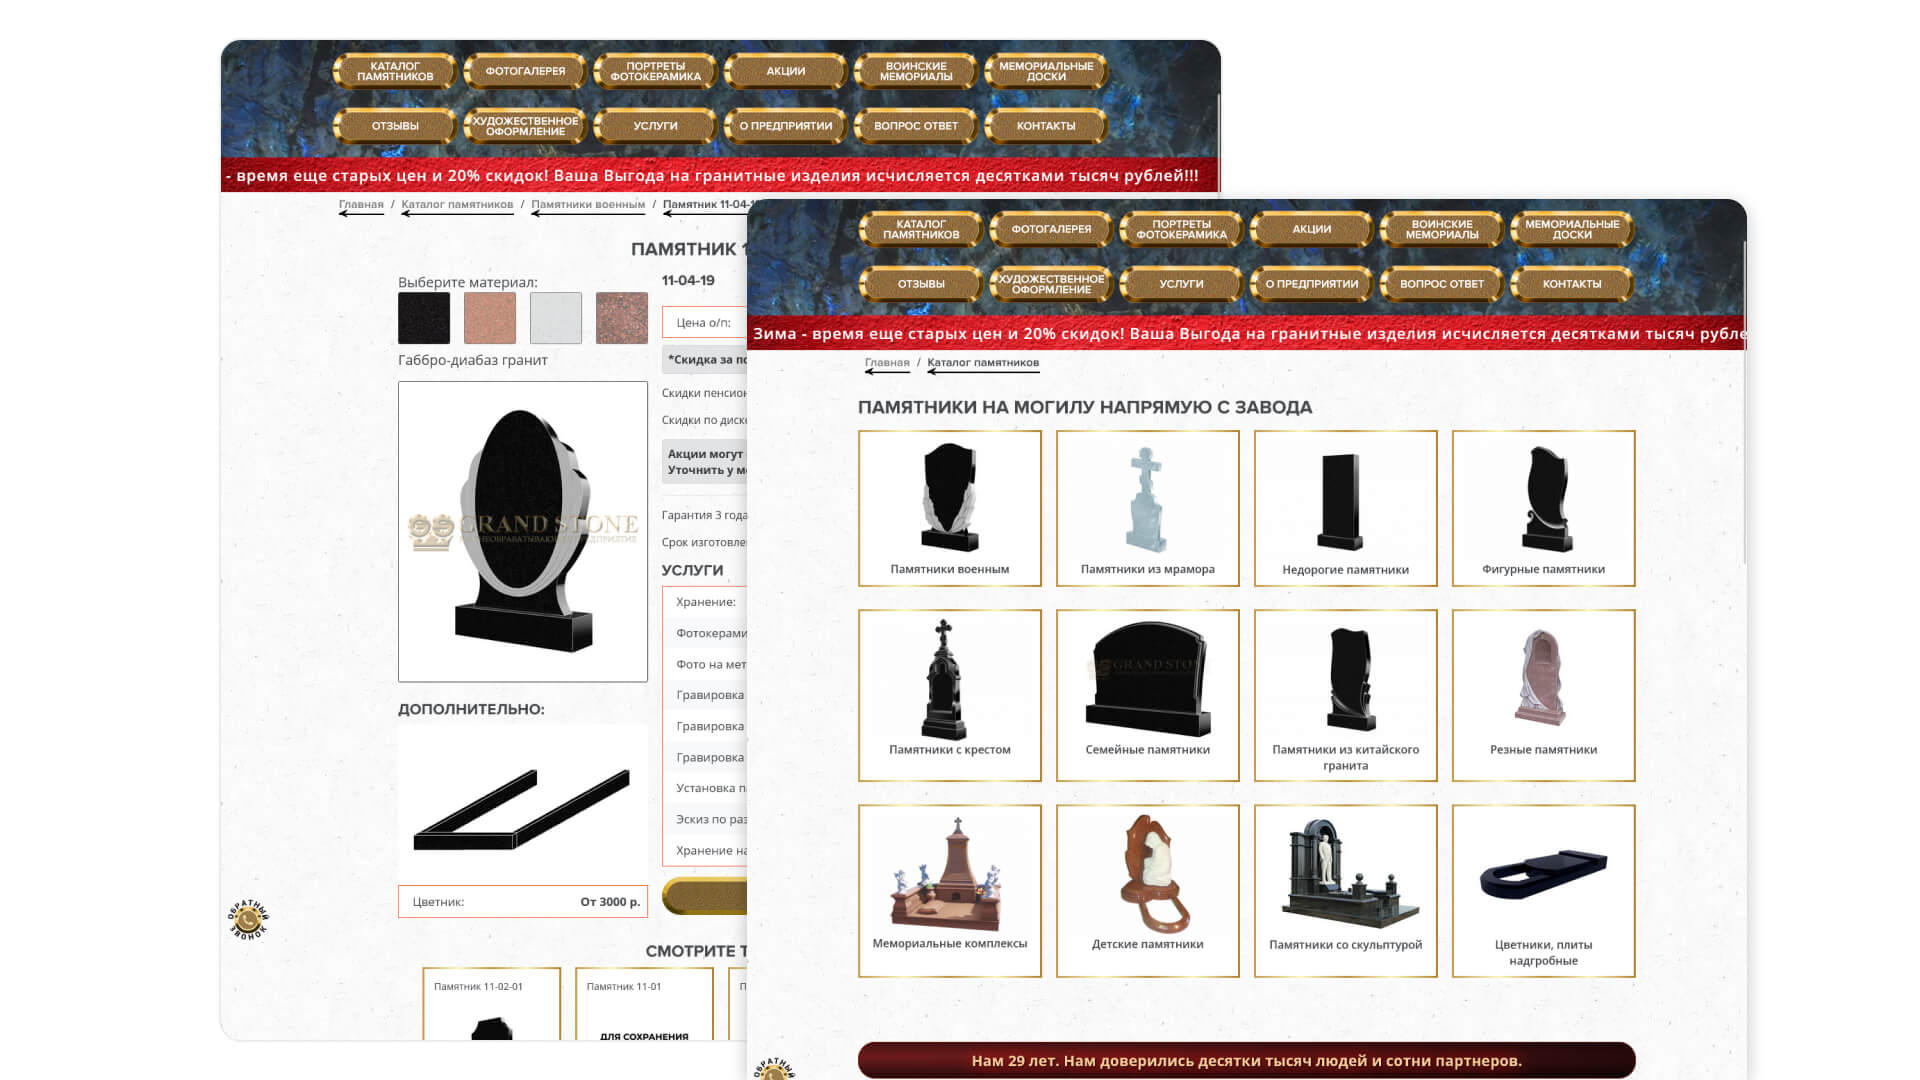 КАТАЛОГ
ПАМЯТНИКОВ
ФОТОГАЛЕРЕЯ
ПОРТРЕТЫ
ФОТОКЕРАМИКА
АКЦИИ
ВОИНСКИЕ
МЕМОРИАЛЫ
МЕМОРИАЛЬНЫЕ
ДОСКИ
ОТЗЫВЫ
ХУДОЖЕСТВЕННОЕ
ОФОРМЛЕНИЕ
УСЛУГИ
О ПРЕДПРИЯТИИ
ВОПРОС ОТВЕТ
КОНТАКТЫ
- время еще старых цен и 20% скидок! Ваша Выгода на гранитные изделия исчисляется десятками тысяч рублей!!!
Главная / Каталог памятников / Памятники военным / Памятник 11-04-1
ПАМЯТНИК 1
Выберите материал:
Габбро-диабаз гранит
GRAND STONE
ДОПОЛНИТЕЛЬНО:
Цветник: От 3000 р.
11-04-19
Цена о/п:
*Скидка за по
Скидки пенсион
Скидки по диск
Акции могут
Уточнить у м
Гарантия 3 года
Срок изготовле
УСЛУГИ
Хранение:
Фотокерами
Фото на мет
Гравировка
Гравировка
Гравировка
Установка п
Эскиз по раз
Хранение на
ОБРАТНЫЙ
ЗВОНОК
СМОТРИТЕ Т
Памятник 11-02-01
Памятник 11-01
П
ДЛЯ СОХРАНЕНИЯ
КАТАЛОГ
ПАМЯТНИКОВ
ФОТОГАЛЕРЕЯ
ПОРТРЕТЫ
ФОТОКЕРАМИКА
АКЦИИ
ВОИНСКИЕ
МЕМОРИАЛЫ
МЕМОРИАЛЬНЫЕ
ДОСКИ
ОТЗЫВЫ
ХУДОЖЕСТВЕННОЕ
ОФОРМЛЕНИЕ
УСЛУГИ
О ПРЕДПРИЯТИИ
ВОПРОС ОТВЕТ
КОНТАКТЫ
Зима - время еще старых цен и 20% скидок! Ваша Выгода на гранитные изделия исчисляется десятками тысяч рубле
Главная / Каталог памятников
ПАМЯТНИКИ НА МОГИЛУ НАПРЯМУЮ С ЗАВОДА
Памятники военным
Памятники из мрамора
Недорогие памятники
Фигурные памятники
GRAND STON
Памятники с крестом
Семейные памятники
Памятники из китайского
гранита
Резные памятники
Мемориальные комплексы
Детские памятники
Памятники со скульптурой
Цветники, плиты
надгробные
Нам 29 лет. Нам доверились десятки тысяч людей и сотни партнеров.
ОБРАТНЫЙ